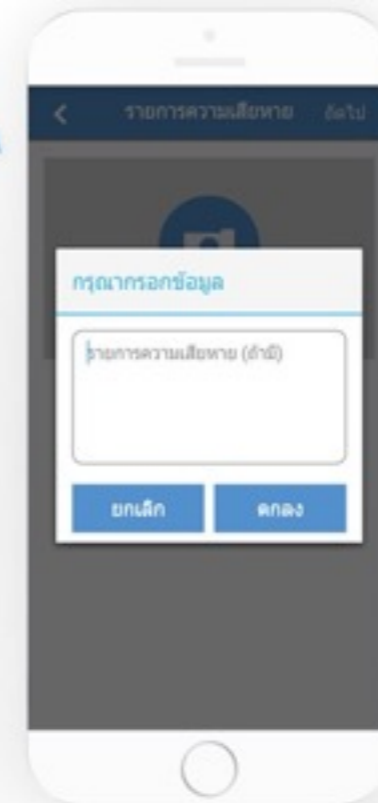 รายการความเสียหาย ถัดไป
กรุณากรอกข้อมูล
รายการความเสียหาย (ถ้ามี)
ยกเลิก ตกลง